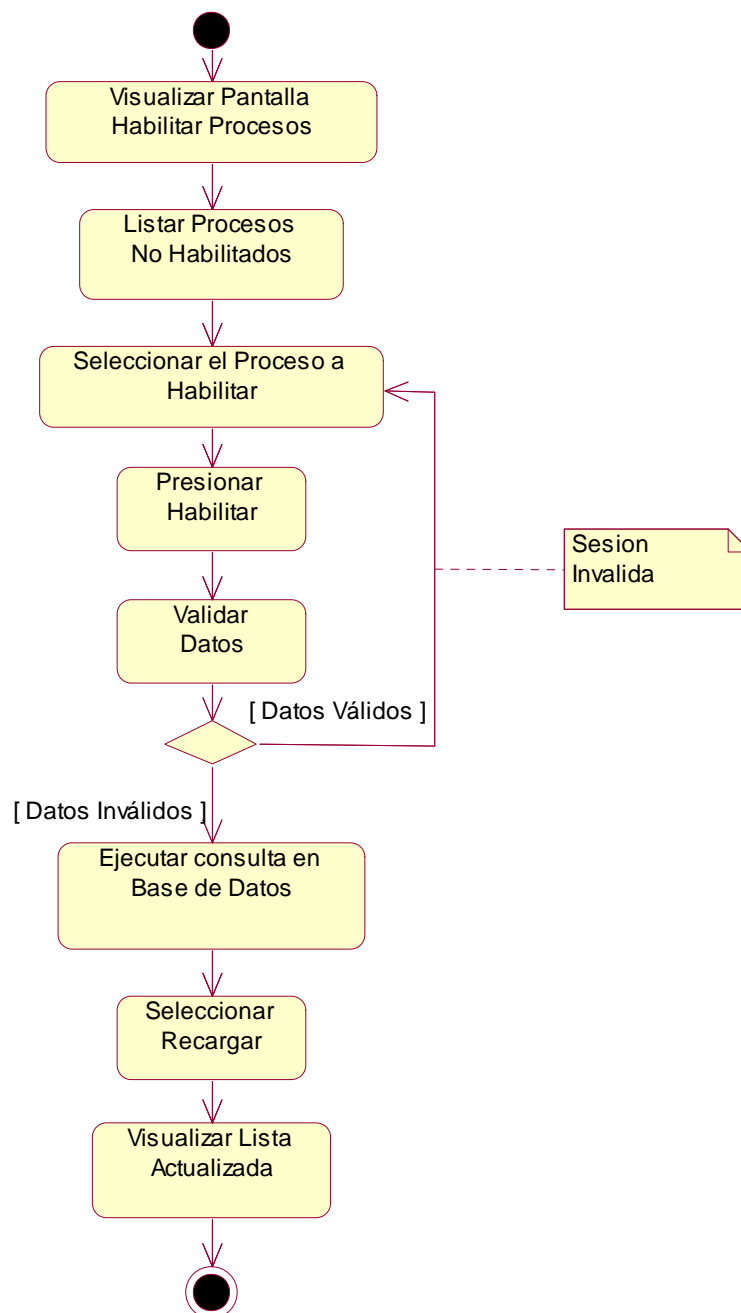 Visualizar Pantalla
Habilitar Procesos
Listar Procesos
No Habilitados
Seleccionar el Proceso a
Habilitar
Presionar
Habilitar
Sesion
Invalida
Validar
Datos
[ Datos Válidos ]
[ Datos Inválidos ]
Ejecutar consulta en
Base de Datos
Seleccionar
Recargar
Visualizar Lista
Actualizada